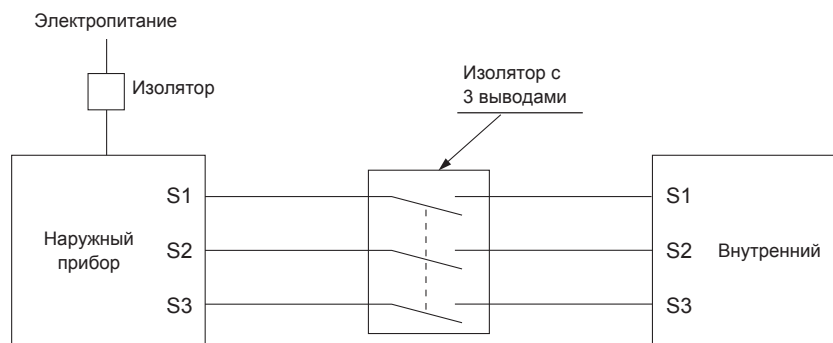 Электропитание
Изолятор
Изолятор с
3 выводами
S1
S2
S3
Наружный
прибор
S1
S2
S3
Внутренний